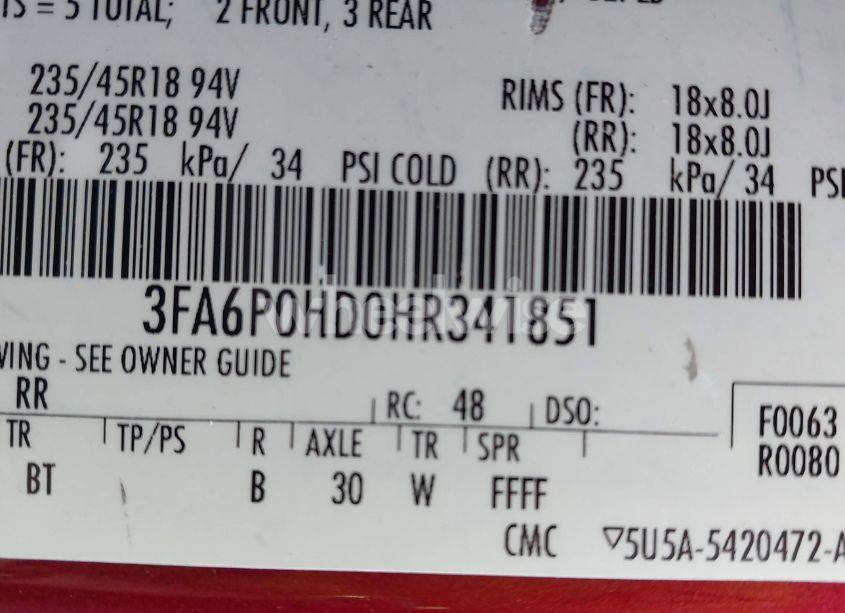 TS = 5 TOTAL; 2 FRONT, 3 REAR
235/45R18 94V RIMS (FR): 18x8.0J
235/45R18 94V (RR): 18x8.0J
(FR): 235 kPa/ 34 PSI COLD (RR): 235 kPa/ 34 PSI
3FA6P0HD0HR341851
wheelwise
VING - SEE OWNER GUIDE
RR RC: 48 DSO:
TR TP/PS R AXLE TR SPR F0063
BT B 30 W FFFF R0080
CMC ▽5U5A-5420472-A